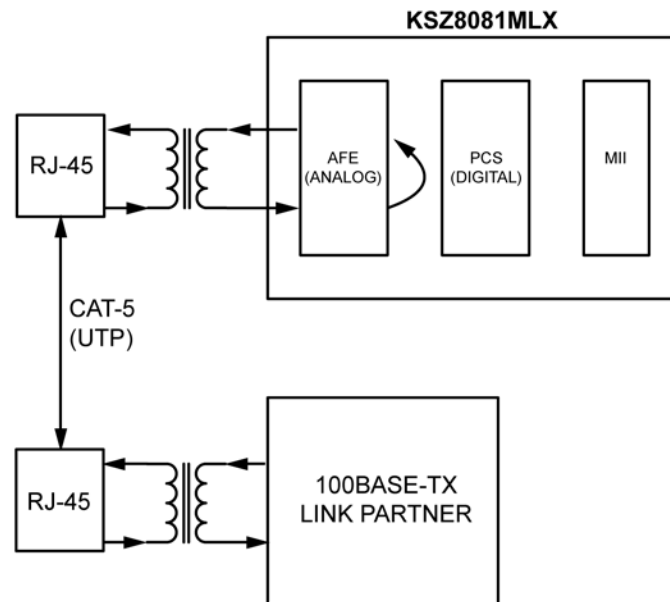 KSZ8081MLX
RJ-45
AFE
(ANALOG)
PCS
(DIGITAL)
MII
CAT-5
(UTP)
RJ-45
100BASE-TX
LINK PARTNER